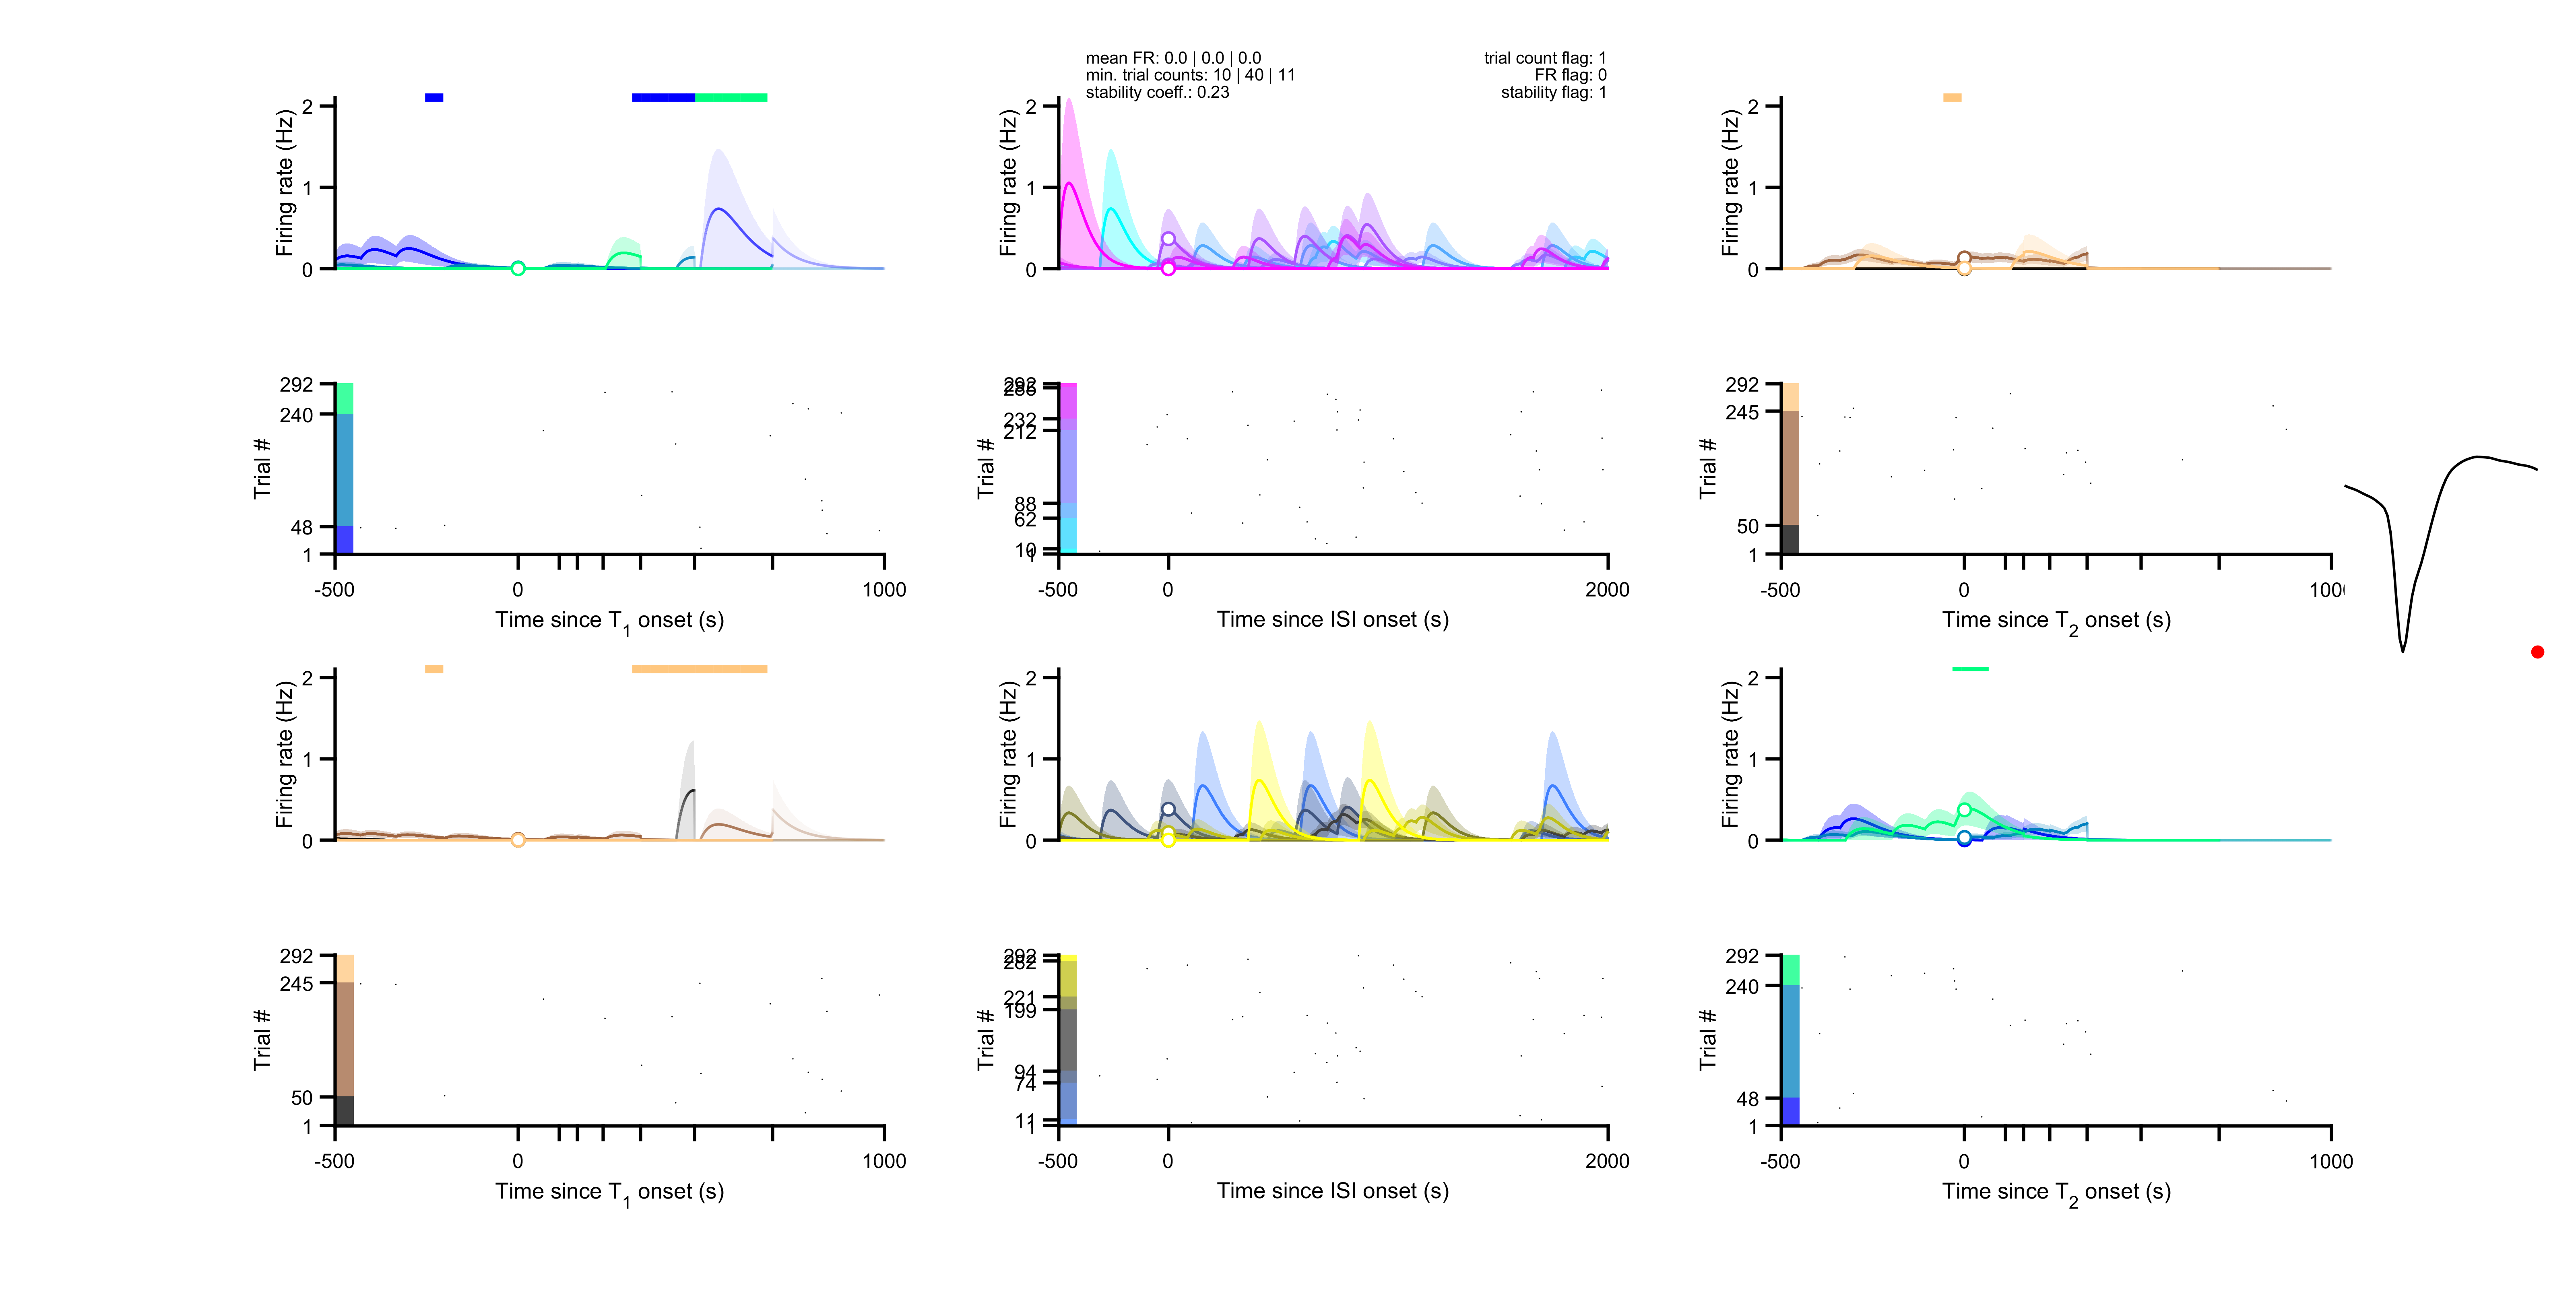 mean FR: 0.0 | 0.0 | 0.0
min. trial counts: 10 | 40 | 11
stability coeff.: 0.23
trial count flag: 1
FR flag: 0
stability flag: 1
Firing rate (Hz)
2
1
0
Firing rate (Hz)
2
1
0
Firing rate (Hz)
2
1
0
Trial #
292
240
48
1
-500
0
1000
Time since T1 onset (s)
Trial #
232
212
88
62
10
-500
0
2000
Time since ISI onset (s)
Trial #
292
245
50
1
-500
0
Time since T2 onset (s)
Firing rate (Hz)
2
1
0
Firing rate (Hz)
2
1
0
Firing rate (Hz)
2
1
0
Trial #
292
245
50
1
-500
0
1000
Time since T1 onset (s)
Trial #
292
282
221
199
94
74
11
1
-500
0
2000
Time since ISI onset (s)
Trial #
292
240
48
1
-500
0
1000
Time since T2 onset (s)